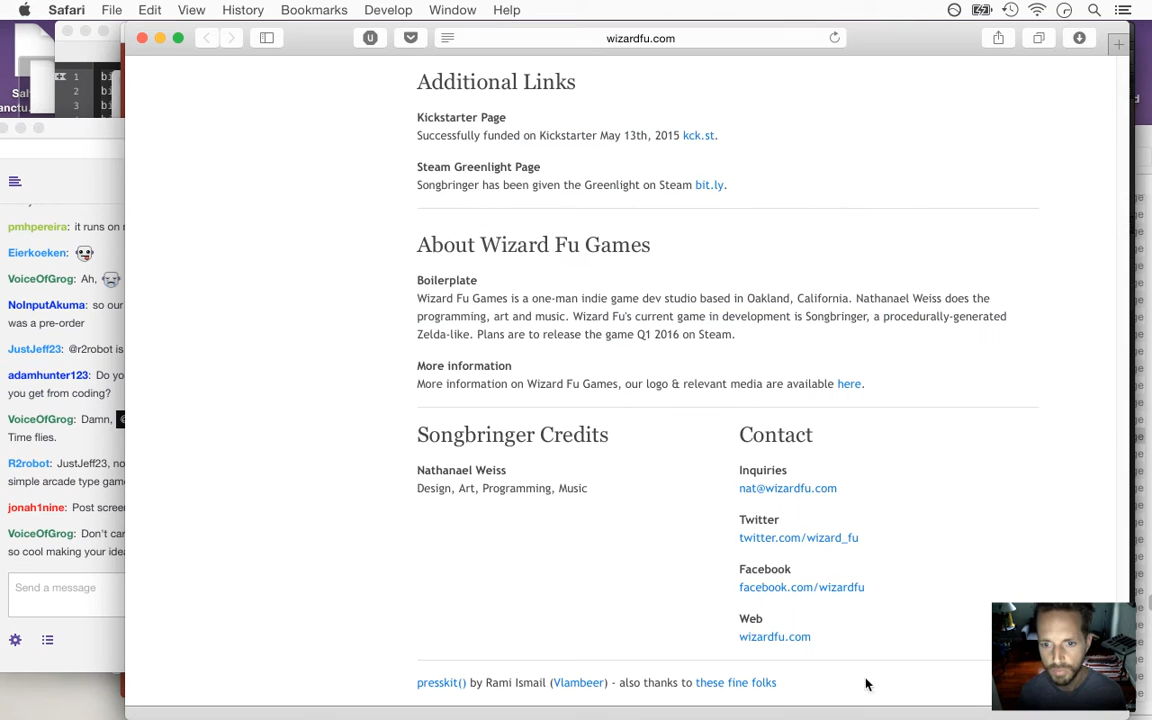 Safari File Edit View History Bookmarks Develop Window Help
wizardfu.com
Additional Links
Kickstarter Page
Successfully funded on Kickstarter May 13th, 2015 kck.st.
Steam Greenlight Page
Songbringer has been given the Greenlight on Steam bit.ly.
About Wizard Fu Games
Boilerplate
Wizard Fu Games is a one-man indie game dev studio based in Oakland, California. Nathanael Weiss does the
programming, art and music. Wizard Fu's current game in development is Songbringer, a procedurally-generated
Zelda-like. Plans are to release the game Q1 2016 on Steam.
More information
More information on Wizard Fu Games, our logo & relevant media are available here.
Songbringer Credits
Nathanael Weiss
Design, Art, Programming, Music
Contact
Inquiries
nat@wizardfu.com
Twitter
twitter.com/wizard_fu
Facebook
facebook.com/wizardfu
Web
wizardfu.com
presskit() by Rami Ismail (Vlambeer) - also thanks to these fine folks
1 bi
2 bi
3 bi
pmhpereira: it runs on
Eierkoeken:
VoiceOfGrog: Ah,
NoInputAkuma: so our
was a pre-order
JustJeff23: @r2robot is
adamhunter123: Do yo
you get from coding?
VoiceOfGrog: Damn,
Time flies.
R2robot: JustJeff23, no
simple arcade type gam
jonah1nine: Post scree
VoiceOfGrog: Don't car
so cool making your idea
Send a message